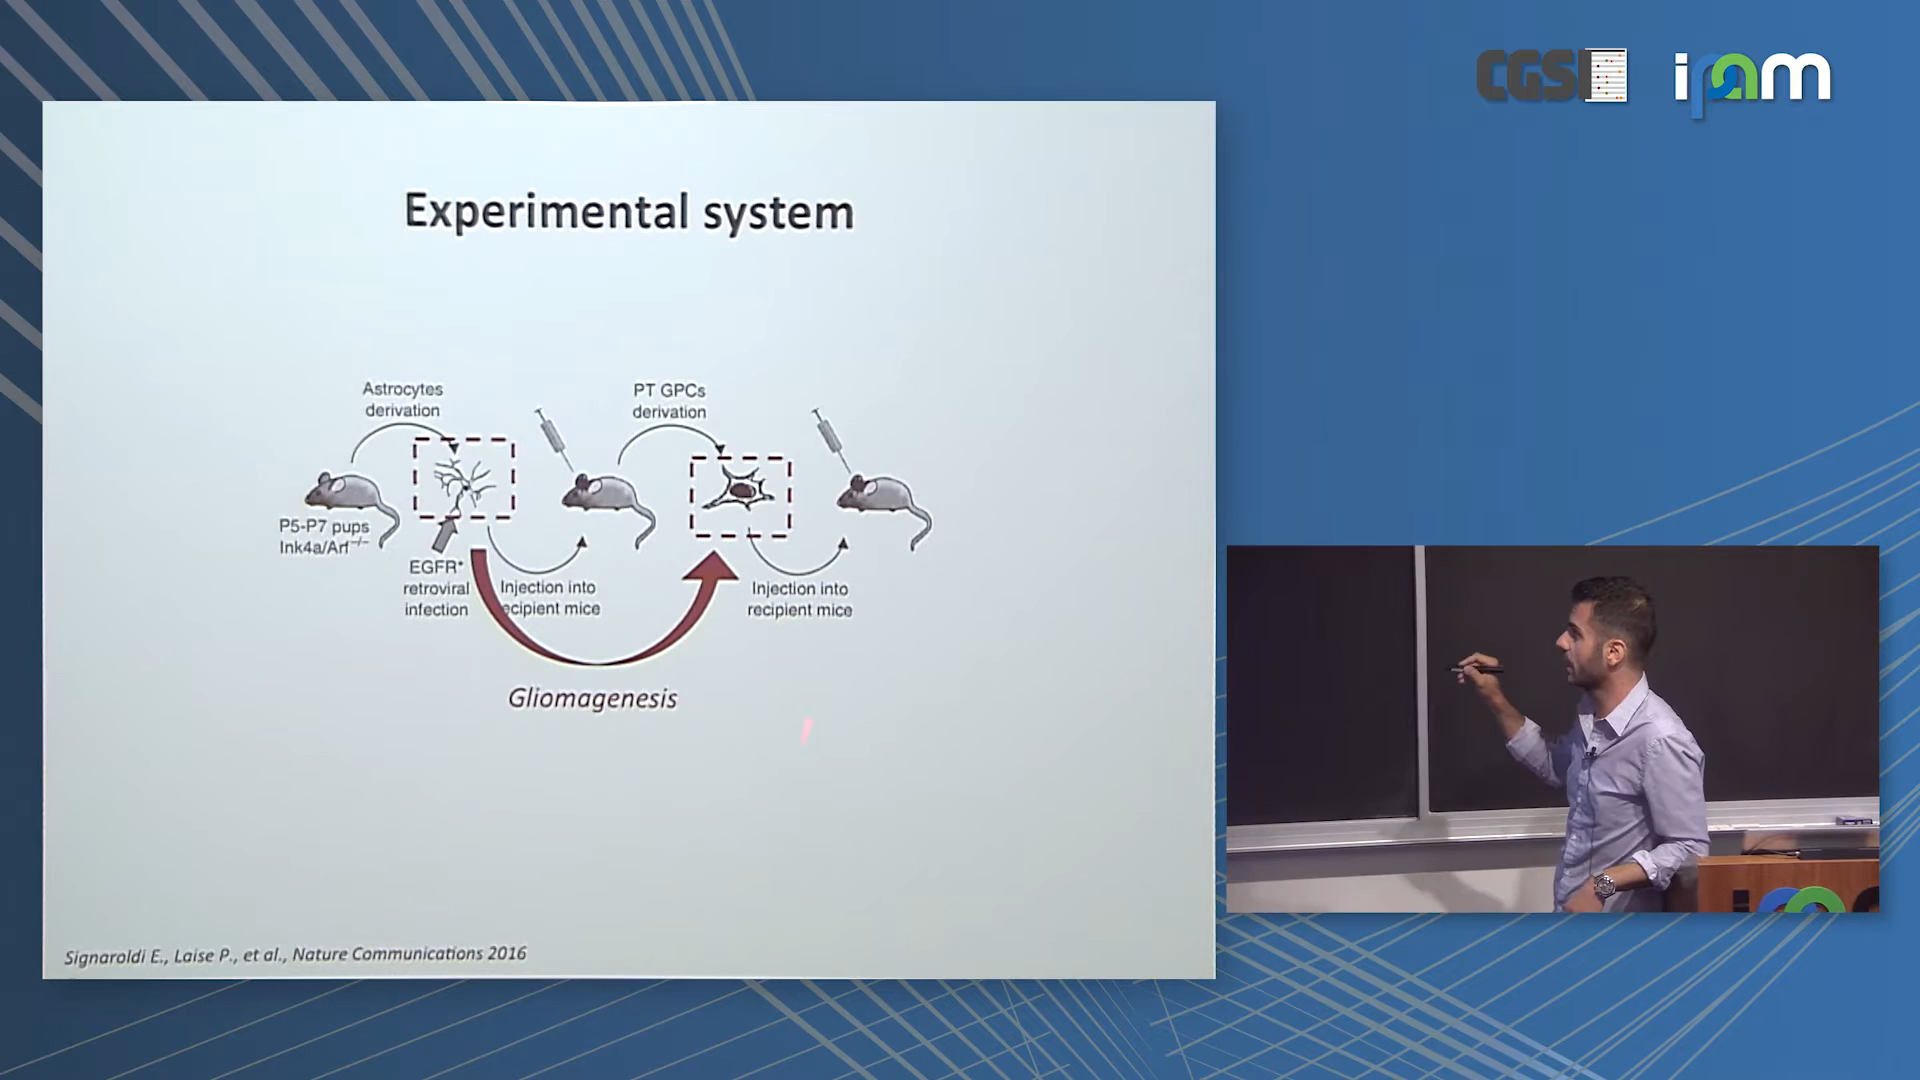 CGSI
ipam
Experimental system
Astrocytes
derivation
PT GPCs
derivation
P5-P7 pups
Ink4a/Arf−/−
EGFR*
retroviral
infection
Injection into
ecipient mice
Injection into
recipient mice
Gliomagenesis
Signaroldi E., Laise P., et al., Nature Communications 2016